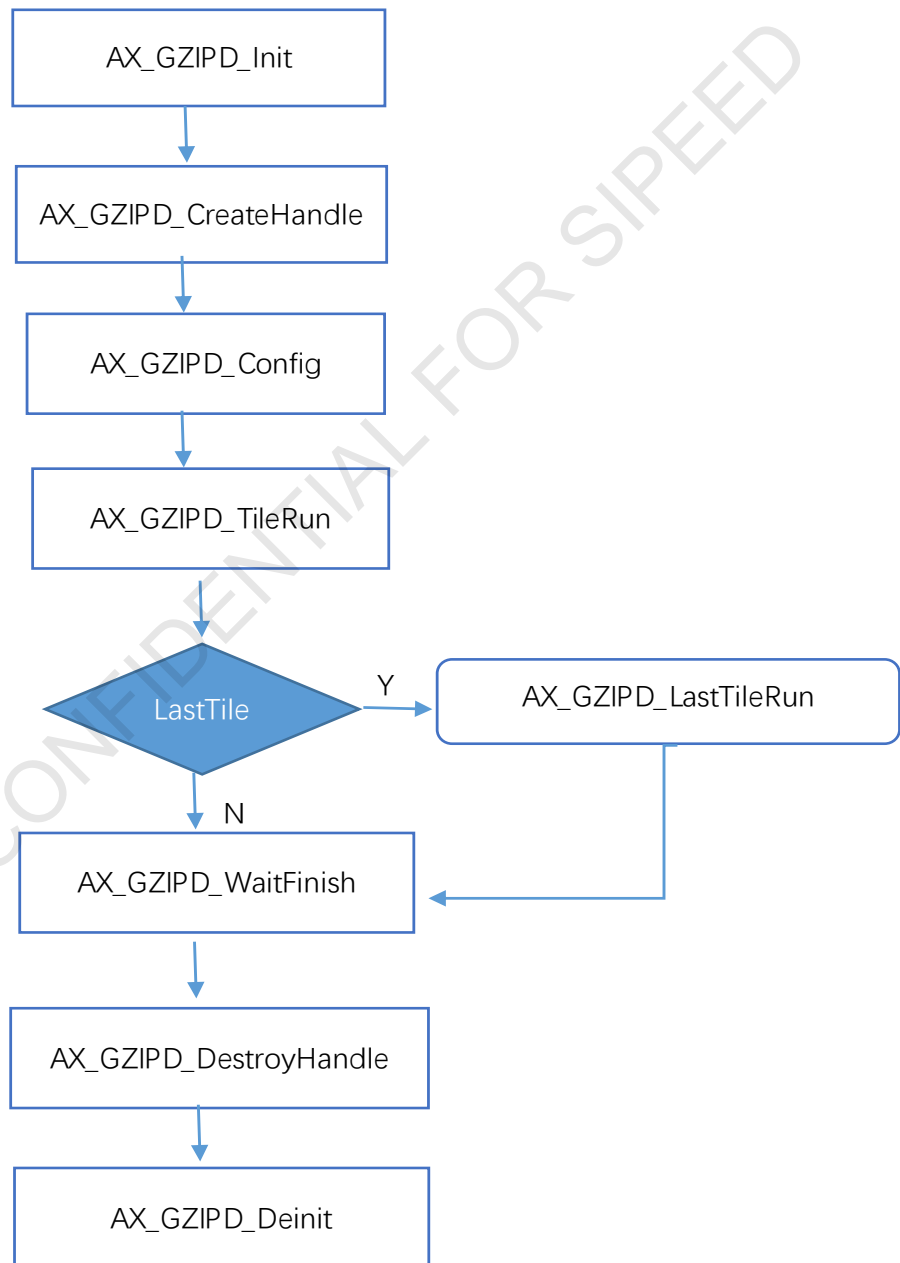 AX_GZIPD_Init
AX_GZIPD_CreateHandle
AX_GZIPD_Config
AX_GZIPD_TileRun
LastTile
Y
AX_GZIPD_LastTileRun
N
AX_GZIPD_WaitFinish
AX_GZIPD_DestroyHandle
AX_GZIPD_Deinit
CONFIDENTIAL FOR SIPEED